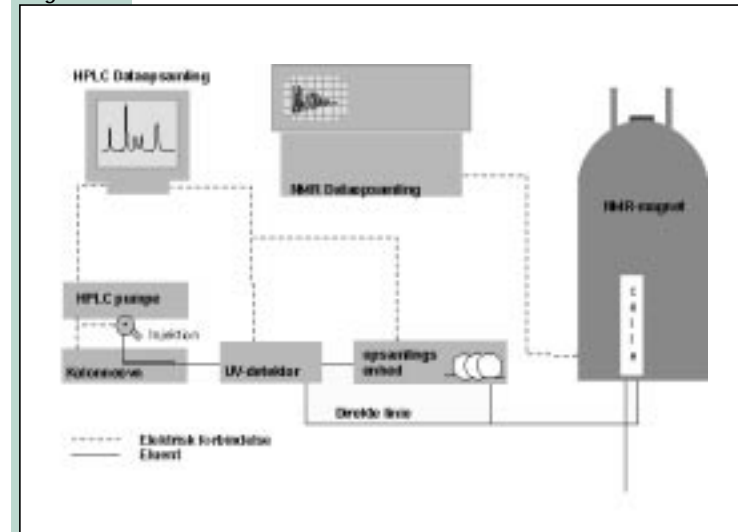 HPLC Dataopsamling
NMR Dataopsamling
NMR-magnet
HPLC pumpe
Injektion
Kolonneovn
UV-detektor
opsamlings
enhed
celle
Direkte linie
Elektrisk forbindelse
Eluent